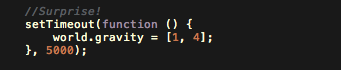 //Surprise!
setTimeout(function () {
    world.gravity = [1, 4];
}, 5000);